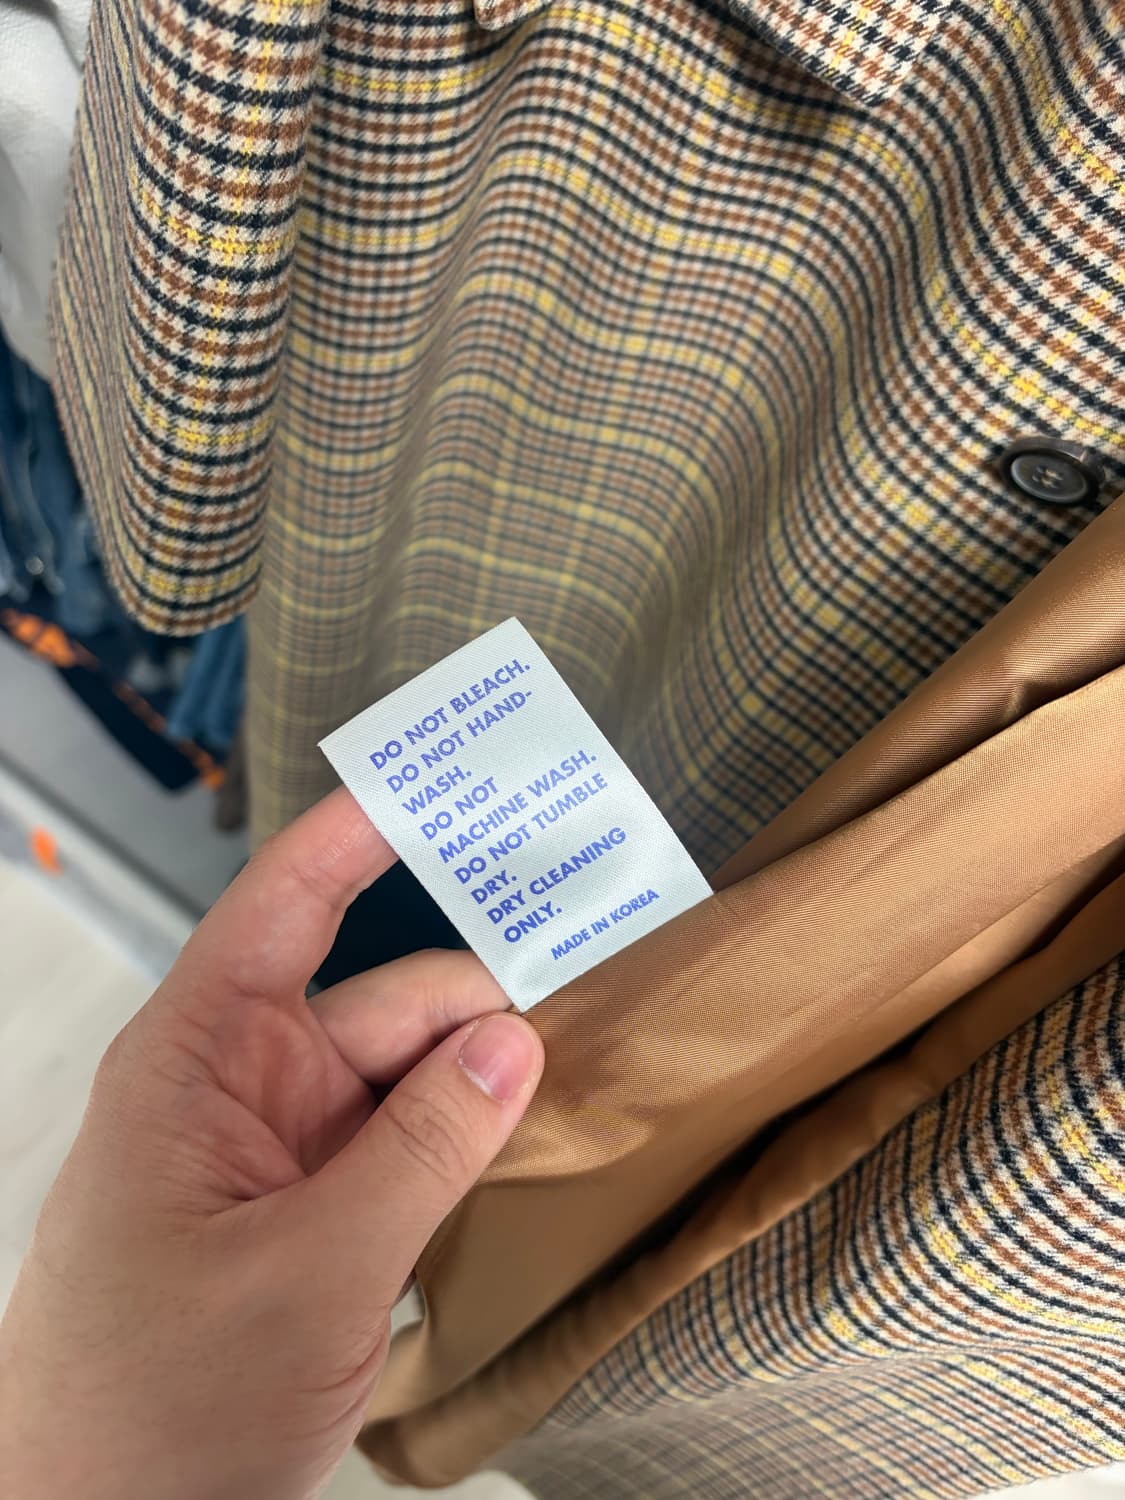 DO NOT BLEACH.
DO NOT HAND-
WASH.
DO NOT
MACHINE WASH.
DO NOT TUMBLE
DRY.
DRY CLEANING
ONLY.
MADE IN KOREA